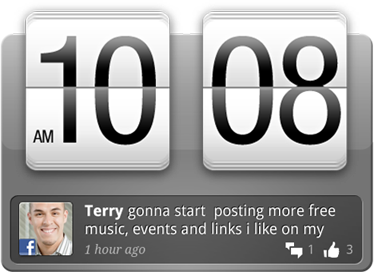 10 08
AM
Terry gonna start  posting more free
music, events and links i like on my
1 hour ago 1 3